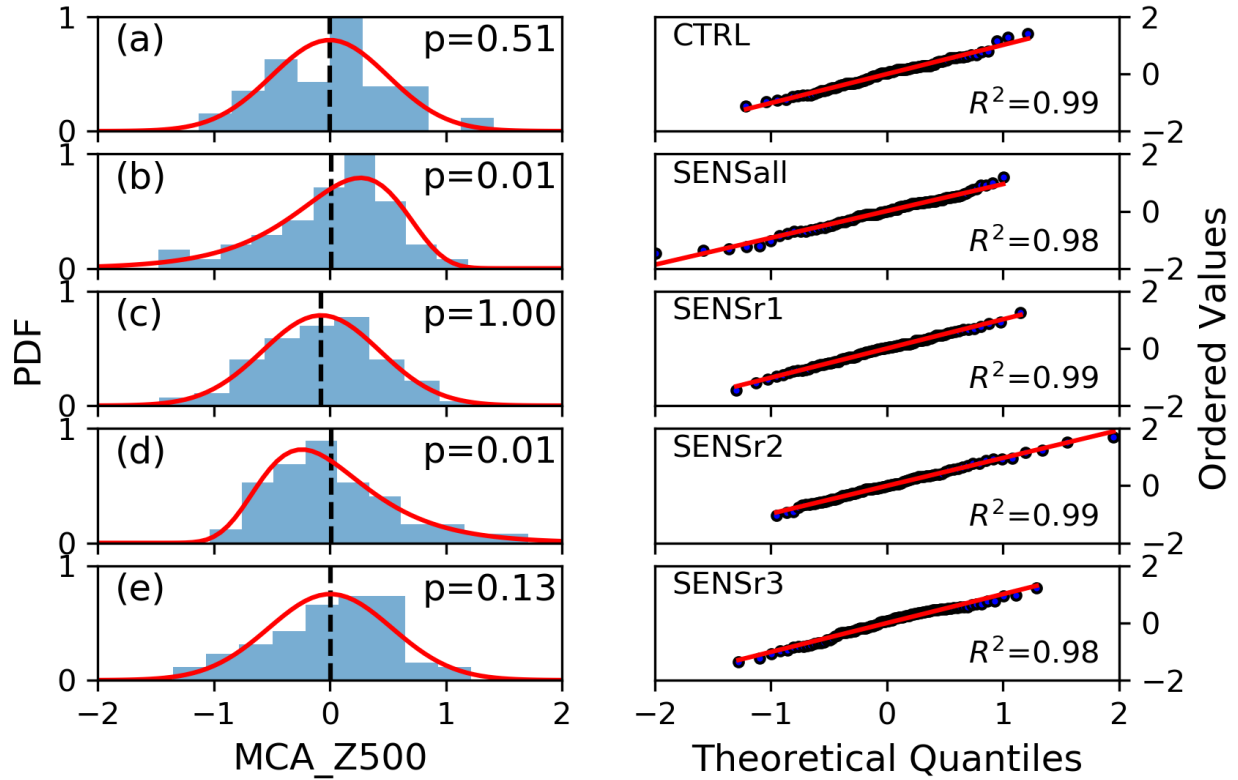 1
(a)
p=0.51
0
1
(b)
p=0.01
0
1
(c)
p=1.00
0
1
(d)
p=0.01
0
1
(e)
p=0.13
0
−2
−1
0
1
2
PDF
MCA_Z500
CTRL
R²=0.99
2
0
−2
SENSall
R²=0.98
2
0
−2
SENSr1
R²=0.99
2
0
−2
SENSr2
R²=0.99
2
0
−2
SENSr3
R²=0.98
2
0
−2
−2
−1
0
1
2
Ordered Values
Theoretical Quantiles